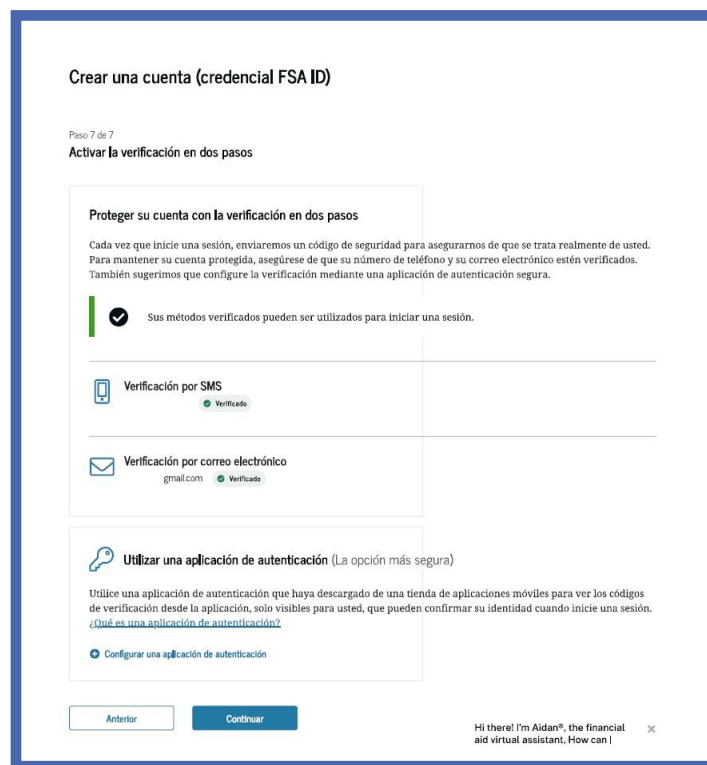 Crear una cuenta (credencial FSA ID)
Paso 7 de 7
Activar la verificación en dos pasos
Proteger su cuenta con la verificación en dos pasos
Cada vez que inicie una sesión, enviaremos un código de seguridad para asegurarnos de que se trata realmente de usted.
Para mantener su cuenta protegida, asegúrese de que su número de teléfono y su correo electrónico estén verificados.
También sugerimos que configure la verificación mediante una aplicación de autenticación segura.
Sus métodos verificados pueden ser utilizados para iniciar una sesión.
Verificación por SMS
Verificado
Verificación por correo electrónico
gmail.com Verificado
Utilizar una aplicación de autenticación (La opción más segura)
Utilice una aplicación de autenticación que haya descargado de una tienda de aplicaciones móviles para ver los códigos
de verificación desde la aplicación, solo visibles para usted, que pueden confirmar su identidad cuando inicie una sesión.
¿Qué es una aplicación de autenticación?
Configurar una aplicación de autenticación
Anterior Continuar
Hi there! I'm Aidan®, the financial
aid virtual assistant, How can |